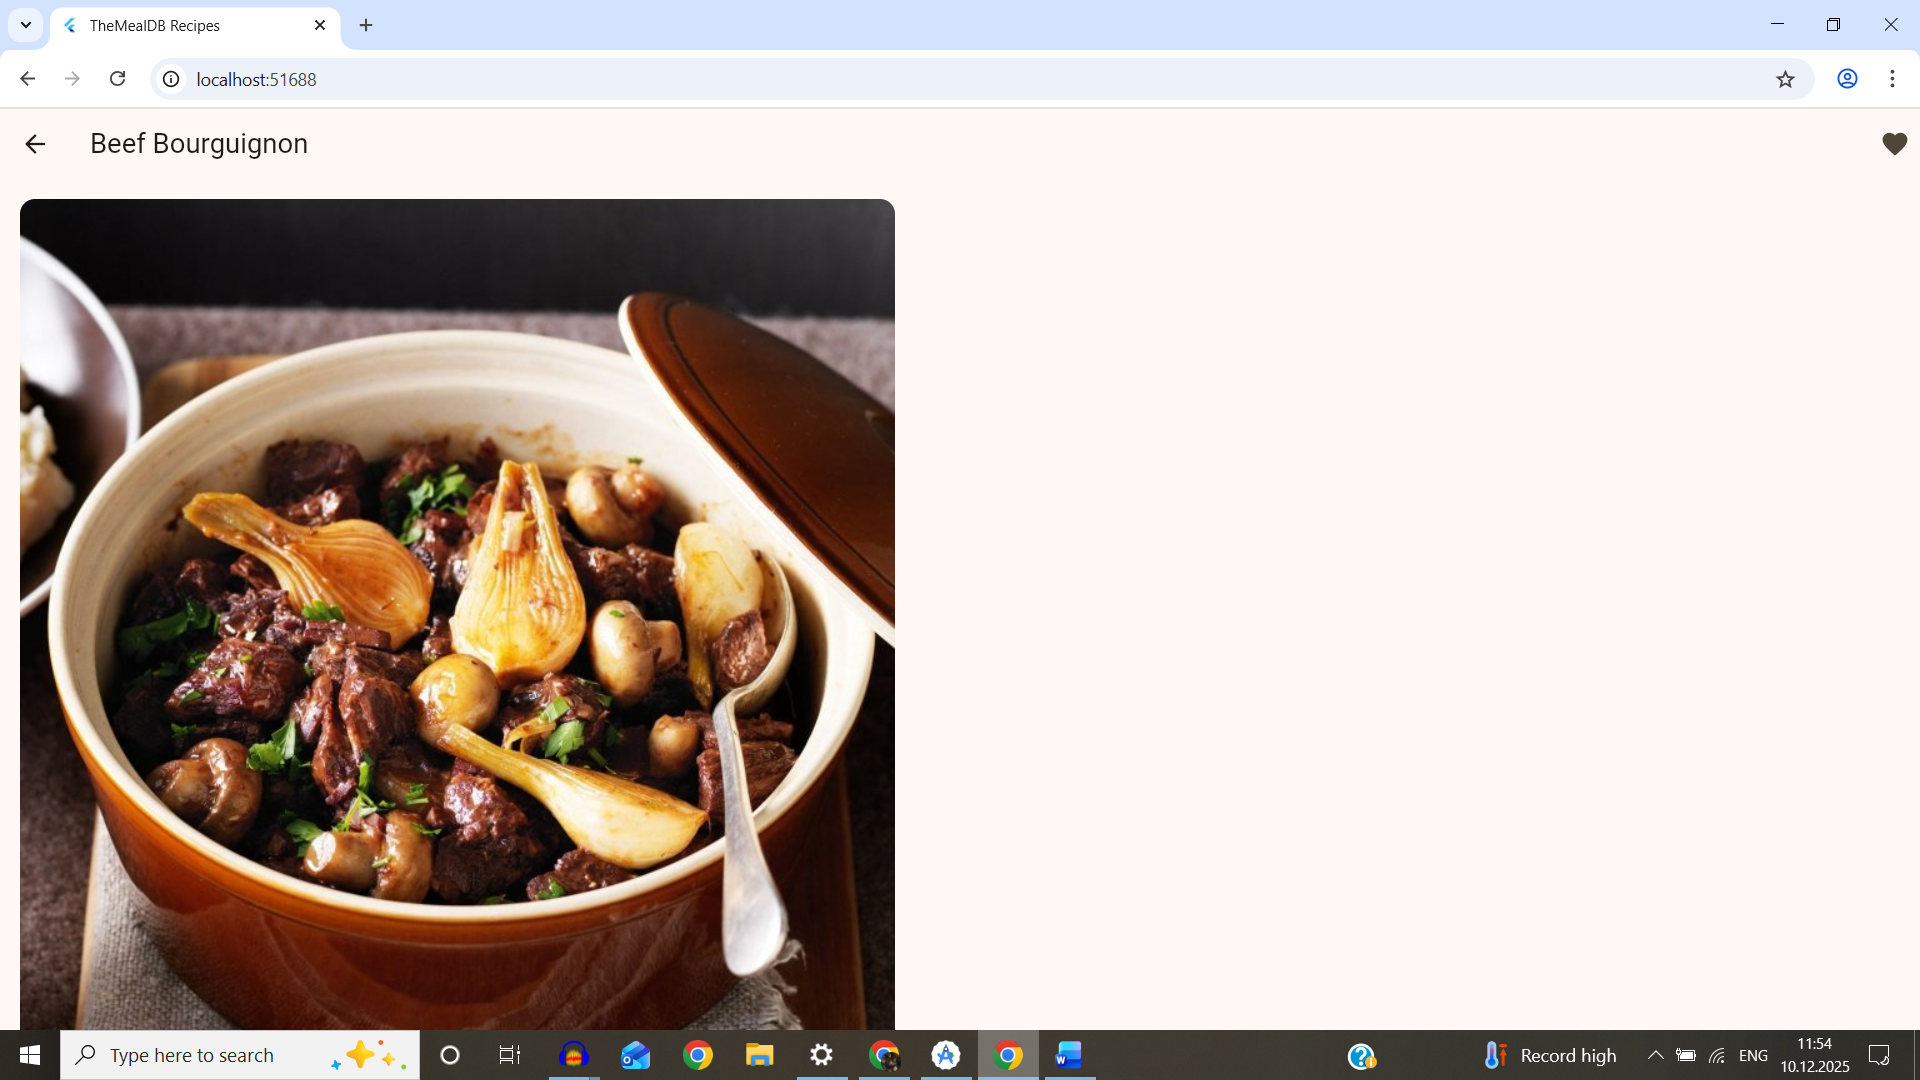 TheMealDB Recipes
localhost:51688
Beef Bourguignon
Type here to search
Record high
ENG
11:54
10.12.2025